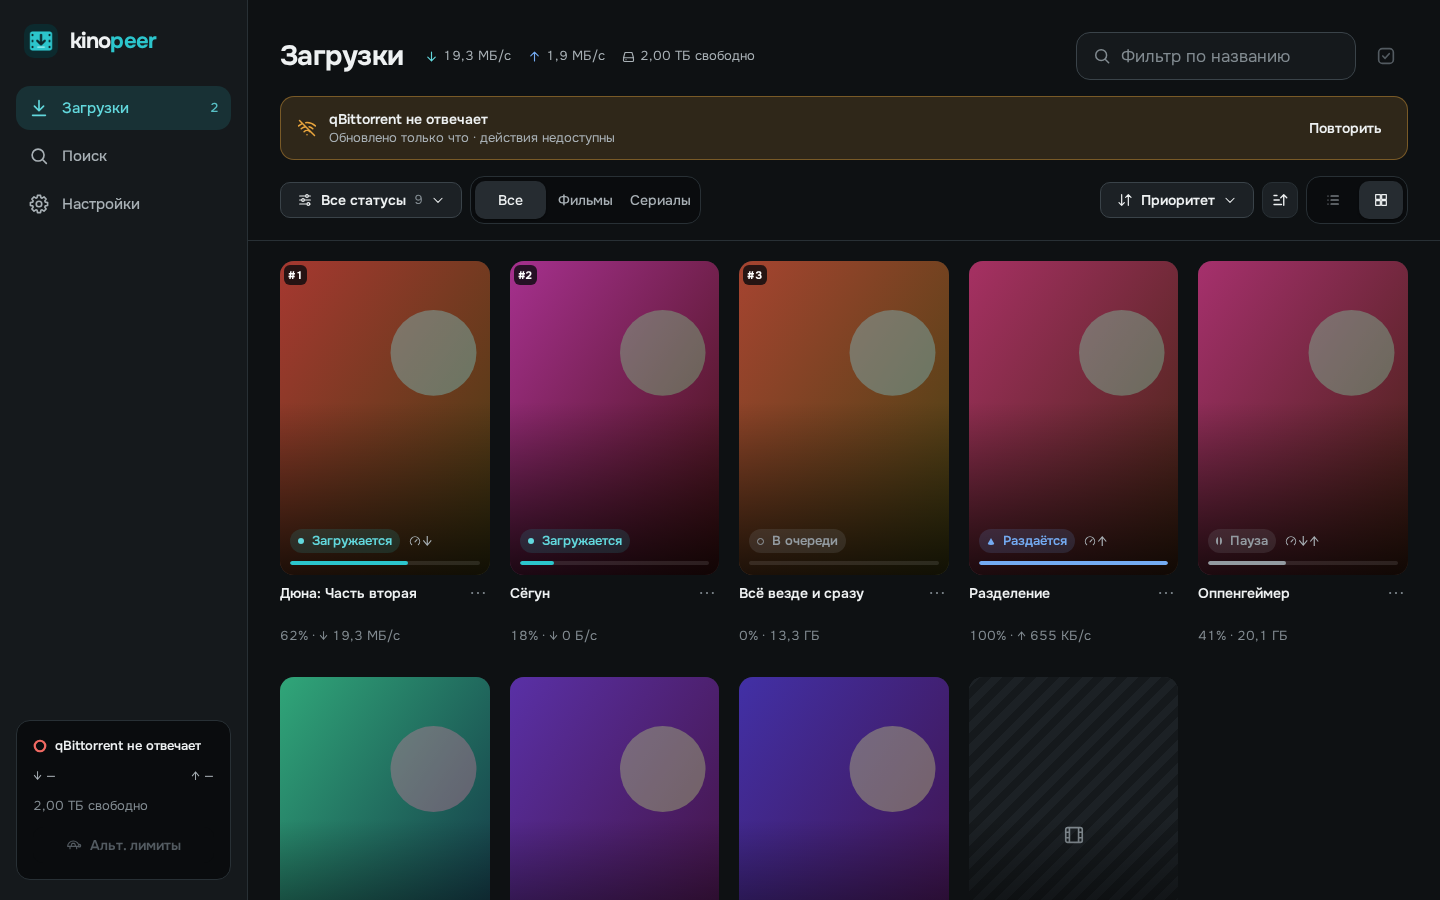 kinopeer
Загрузки 2
Поиск
Настройки
Загрузки
19,3 МБ/с
1,9 МБ/с
2,00 ТБ свободно
Фильтр по названию
qBittorrent не отвечает
Обновлено только что · действия недоступны
Повторить
Все статусы 9
Все
Фильмы
Сериалы
Приоритет
#1
#2
#3
Загружается
Загружается
В очереди
Раздаётся
Пауза
Дюна: Часть вторая ···
Сёгун ···
Всё везде и сразу ···
Разделение ···
Оппенгеймер ···
62% · ↓ 19,3 МБ/с
18% · ↓ 0 Б/с
0% · 13,3 ГБ
100% · ↑ 655 КБ/с
41% · 20,1 ГБ
qBittorrent не отвечает
↓ – ↑ –
2,00 ТБ свободно
Альт. лимиты